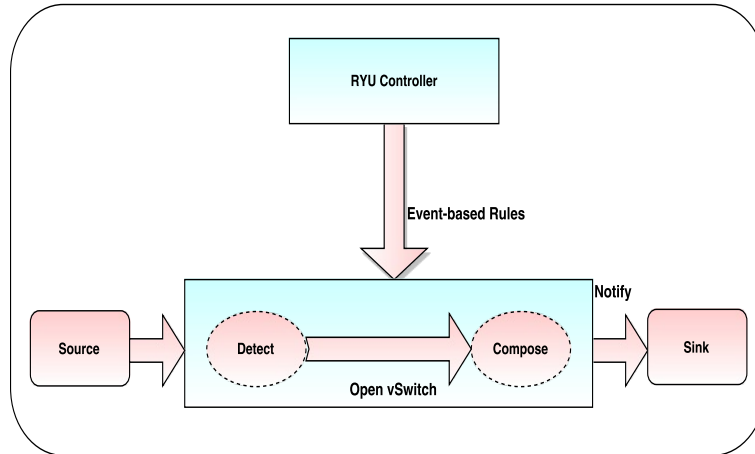 RYU Controller
Event-based Rules
Notify
Source
Detect
Compose
Sink
Open vSwitch